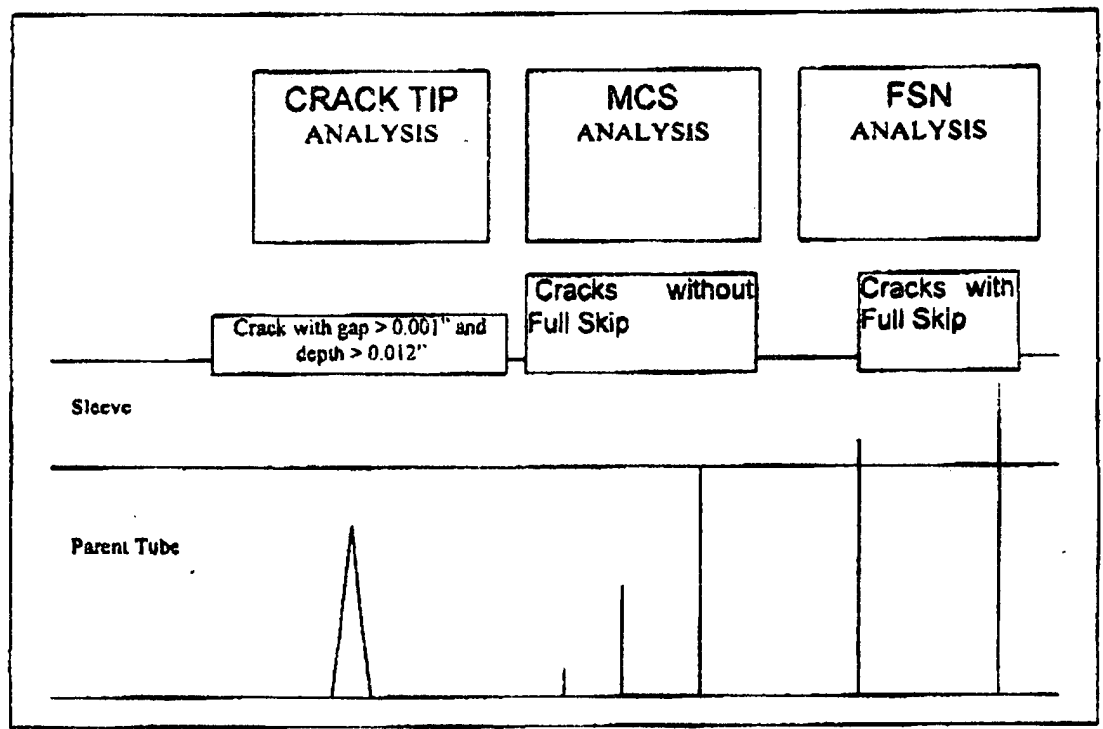 CRACK TIP
ANALYSIS
MCS
ANALYSIS
FSN
ANALYSIS
Crack with gap > 0.001" and
depth > 0.012"
Cracks without
Full Skip
Cracks with
Full Skip
Sleeve
Parent Tube